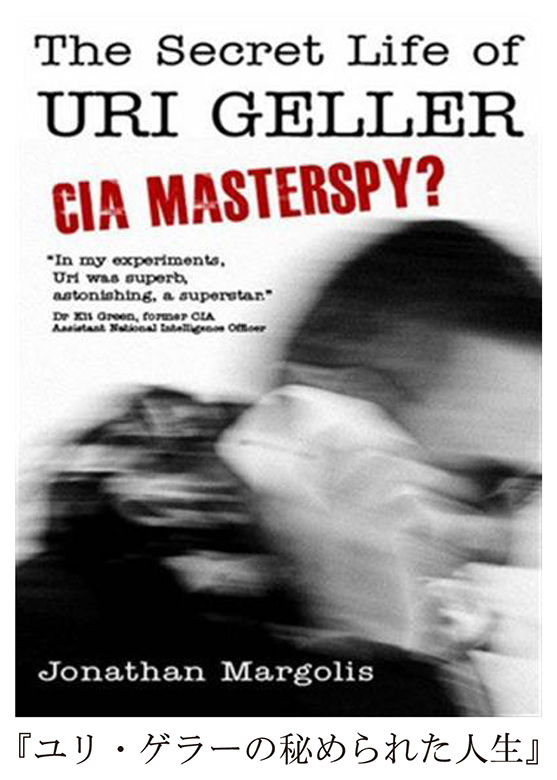 The Secret Life of
URI GELLER
CIA MASTERSPY?
"In my experiments,
Uri was superb,
astonishing, a superstar."
Dr Kit Green, former CIA
Assistant National Intelligence Officer
Jonathan Margolis
『ユリ・ゲラーの秘められた人生』